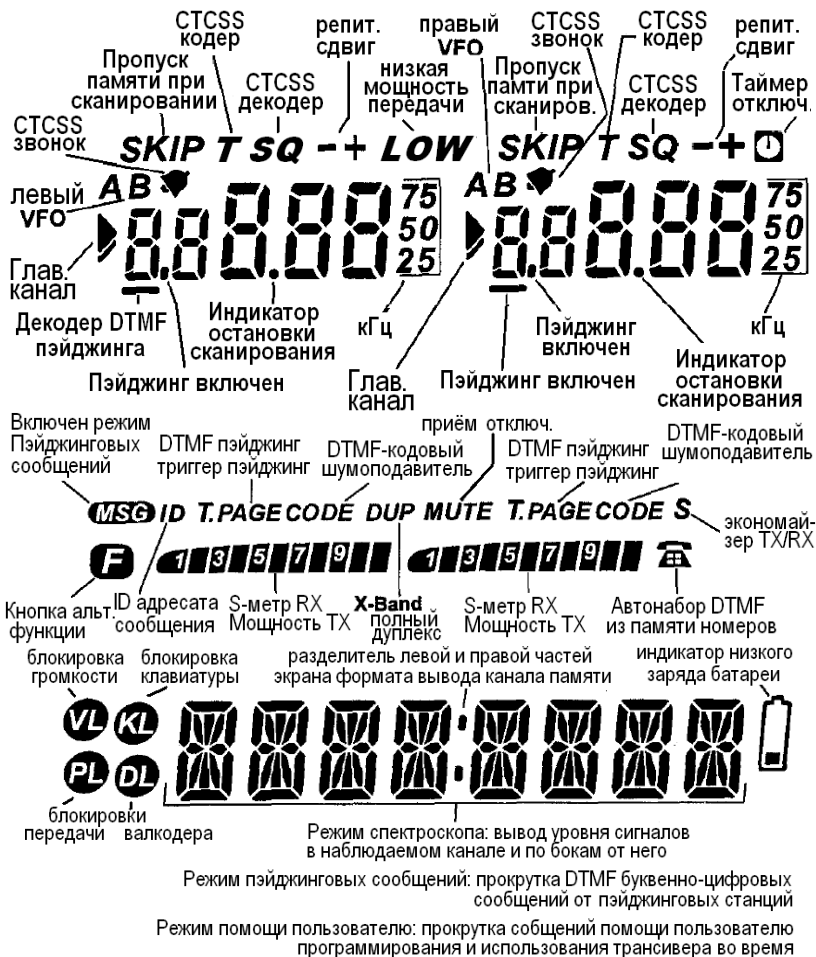 CTCSS кодер
репит. сдвиг
правый VFO
CTCSS звонок
CTCSS кодер
репит. сдвиг
Пропуск памяти при сканировании
CTCSS декодер
низкая мощность передачи
Пропуск памти при сканиров.
CTCSS декодер
Таймер отключ.
CTCSS звонок
SKIP T SQ -+ LOW SKIP T SQ -+
левый VFO
A B
75
50
25
A B
75
50
25
Глав. канал
Декодер DTMF пэйджинга
Индикатор остановки сканирования
кГц
Пэйджинг включен
кГц
Пэйджинг включен
Глав. канал
Пэйджинг включен
Индикатор остановки сканирования
Включен режим Пэйджинговых сообщений
DTMF пэйджинг триггер пэйджинг
DTMF-кодовый шумоподавитель
приём отключ.
DTMF пэйджинг триггер пэйджинг
DTMF-кодовый шумоподавитель
MSG ID T.PAGE CODE DUP MUTE T.PAGE CODE S
экономай-
зер TX/RX
F 1 3 5 7 9 1 3 5 7 9
Кнопка альт. функции
ID адресата сообщения
S-метр RX Мощность TX
X-Band полный дуплекс
S-метр RX Мощность TX
Автонабор DTMF из памяти номеров
блокировка громкости
блокировка клавиатуры
разделитель левой и правой частей
экрана формата вывода канала памяти
индикатор низкого заряда батареи
VL KL
PL DL
блокировки
передачи валкодера
Режим спектроскопа: вывод уровня сигналов
в наблюдаемом канале и по бокам от него
Режим пэйджинговых сообщений: прокрутка DTMF буквенно-цифровых
сообщений от пэйджинговых станций
Режим помощи пользователю: прокрутка собщений помощи пользователю
программирования и использования трансивера во время